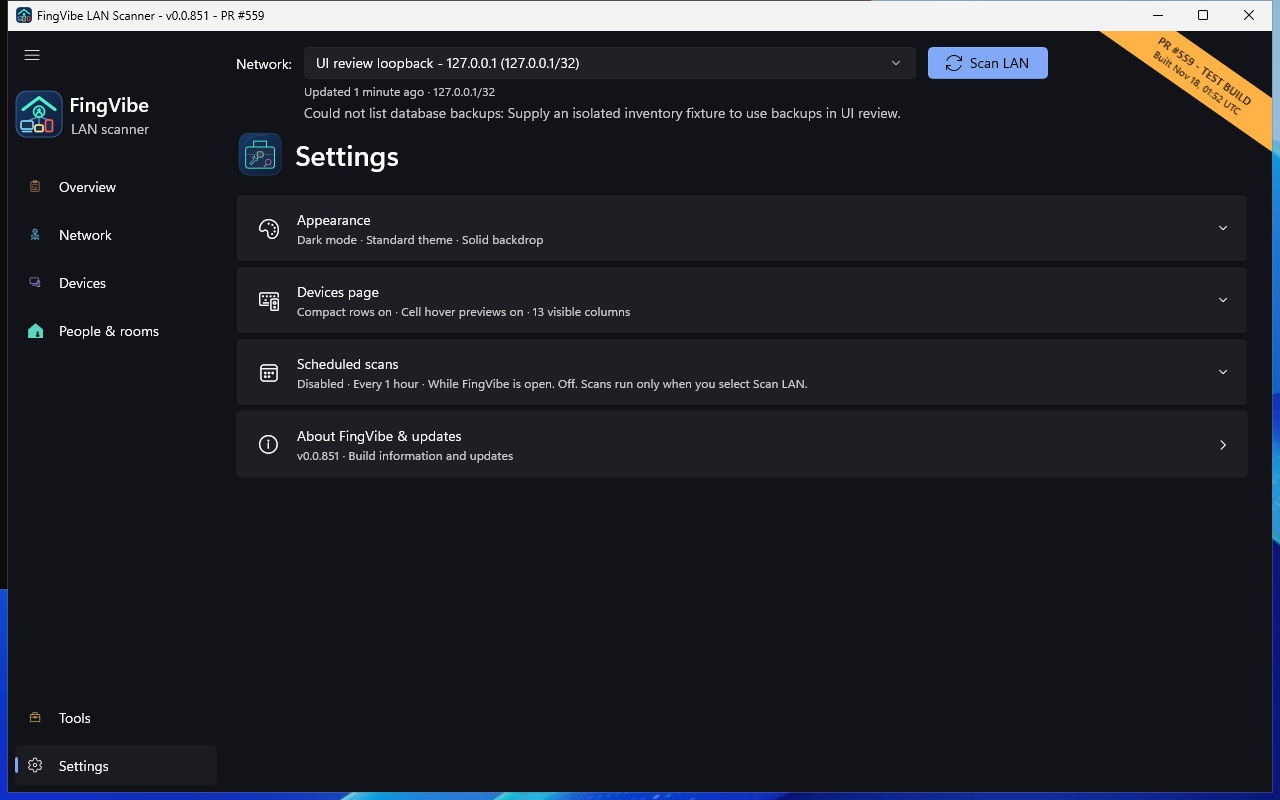 FingVibe LAN Scanner - v0.0.851 - PR #559
Network:
UI review loopback - 127.0.0.1 (127.0.0.1/32)
Scan LAN
PR #559 - TEST BUILD
Built Nov 18, 01:52 UTC
Updated 1 minute ago · 127.0.0.1/32
Could not list database backups: Supply an isolated inventory fixture to use backups in UI review.
FingVibe
LAN scanner
Overview
Network
Devices
People & rooms
Tools
Settings
Settings
Appearance
Dark mode · Standard theme · Solid backdrop
Devices page
Compact rows on · Cell hover previews on · 13 visible columns
Scheduled scans
Disabled · Every 1 hour · While FingVibe is open. Off. Scans run only when you select Scan LAN.
About FingVibe & updates
v0.0.851 · Build information and updates